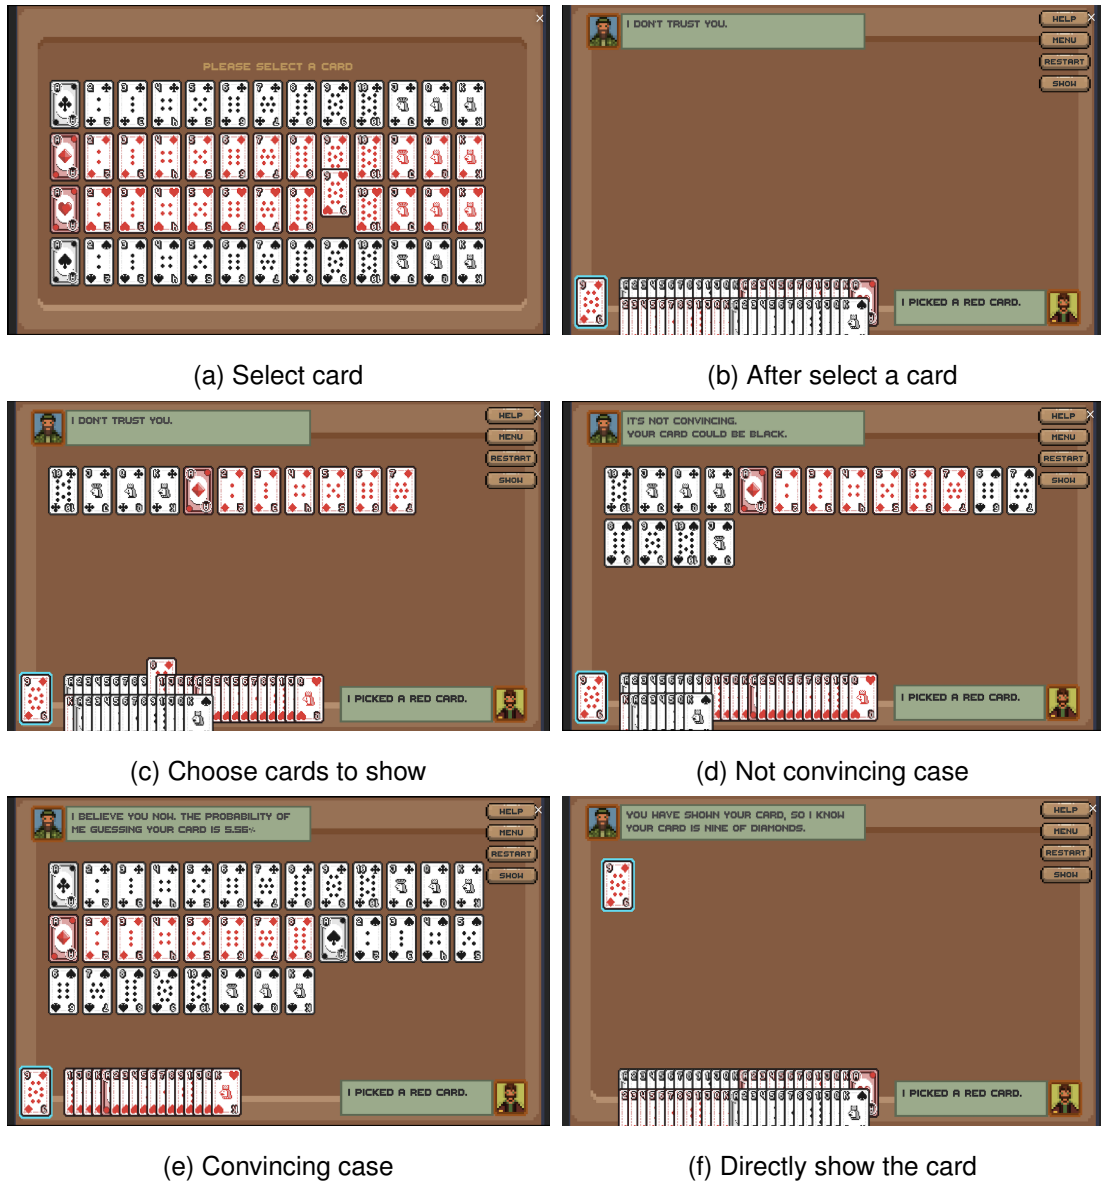 PLEASE SELECT A CARD
(a) Select card
I DON'T TRUST YOU.
HELP
MENU
RESTART
SHOW
I PICKED A RED CARD.
(b) After select a card
I DON'T TRUST YOU.
HELP
MENU
RESTART
SHOW
I PICKED A RED CARD.
(c) Choose cards to show
IT'S NOT CONVINCING.
YOUR CARD COULD BE BLACK.
HELP
MENU
RESTART
SHOW
I PICKED A RED CARD.
(d) Not convincing case
I BELIEVE YOU NOW. THE PROBABILITY OF
ME GUESSING YOUR CARD IS 5.56%
HELP
MENU
RESTART
SHOW
I PICKED A RED CARD.
(e) Convincing case
YOU HAVE SHOWN YOUR CARD, SO I KNOW
YOUR CARD IS NINE OF DIAMONDS.
HELP
MENU
RESTART
SHOW
I PICKED A RED CARD.
(f) Directly show the card